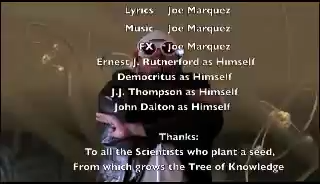 Lyrics Joe Marquez
Music Joe Marquez
FX Joe Marquez
Ernest J. Rutherford as Himself
Democritus as Himself
J.J. Thompson as Himself
John Dalton as Himself
Thanks:
To all the Scientists who plant a seed,
From which grows the Tree of Knowledge